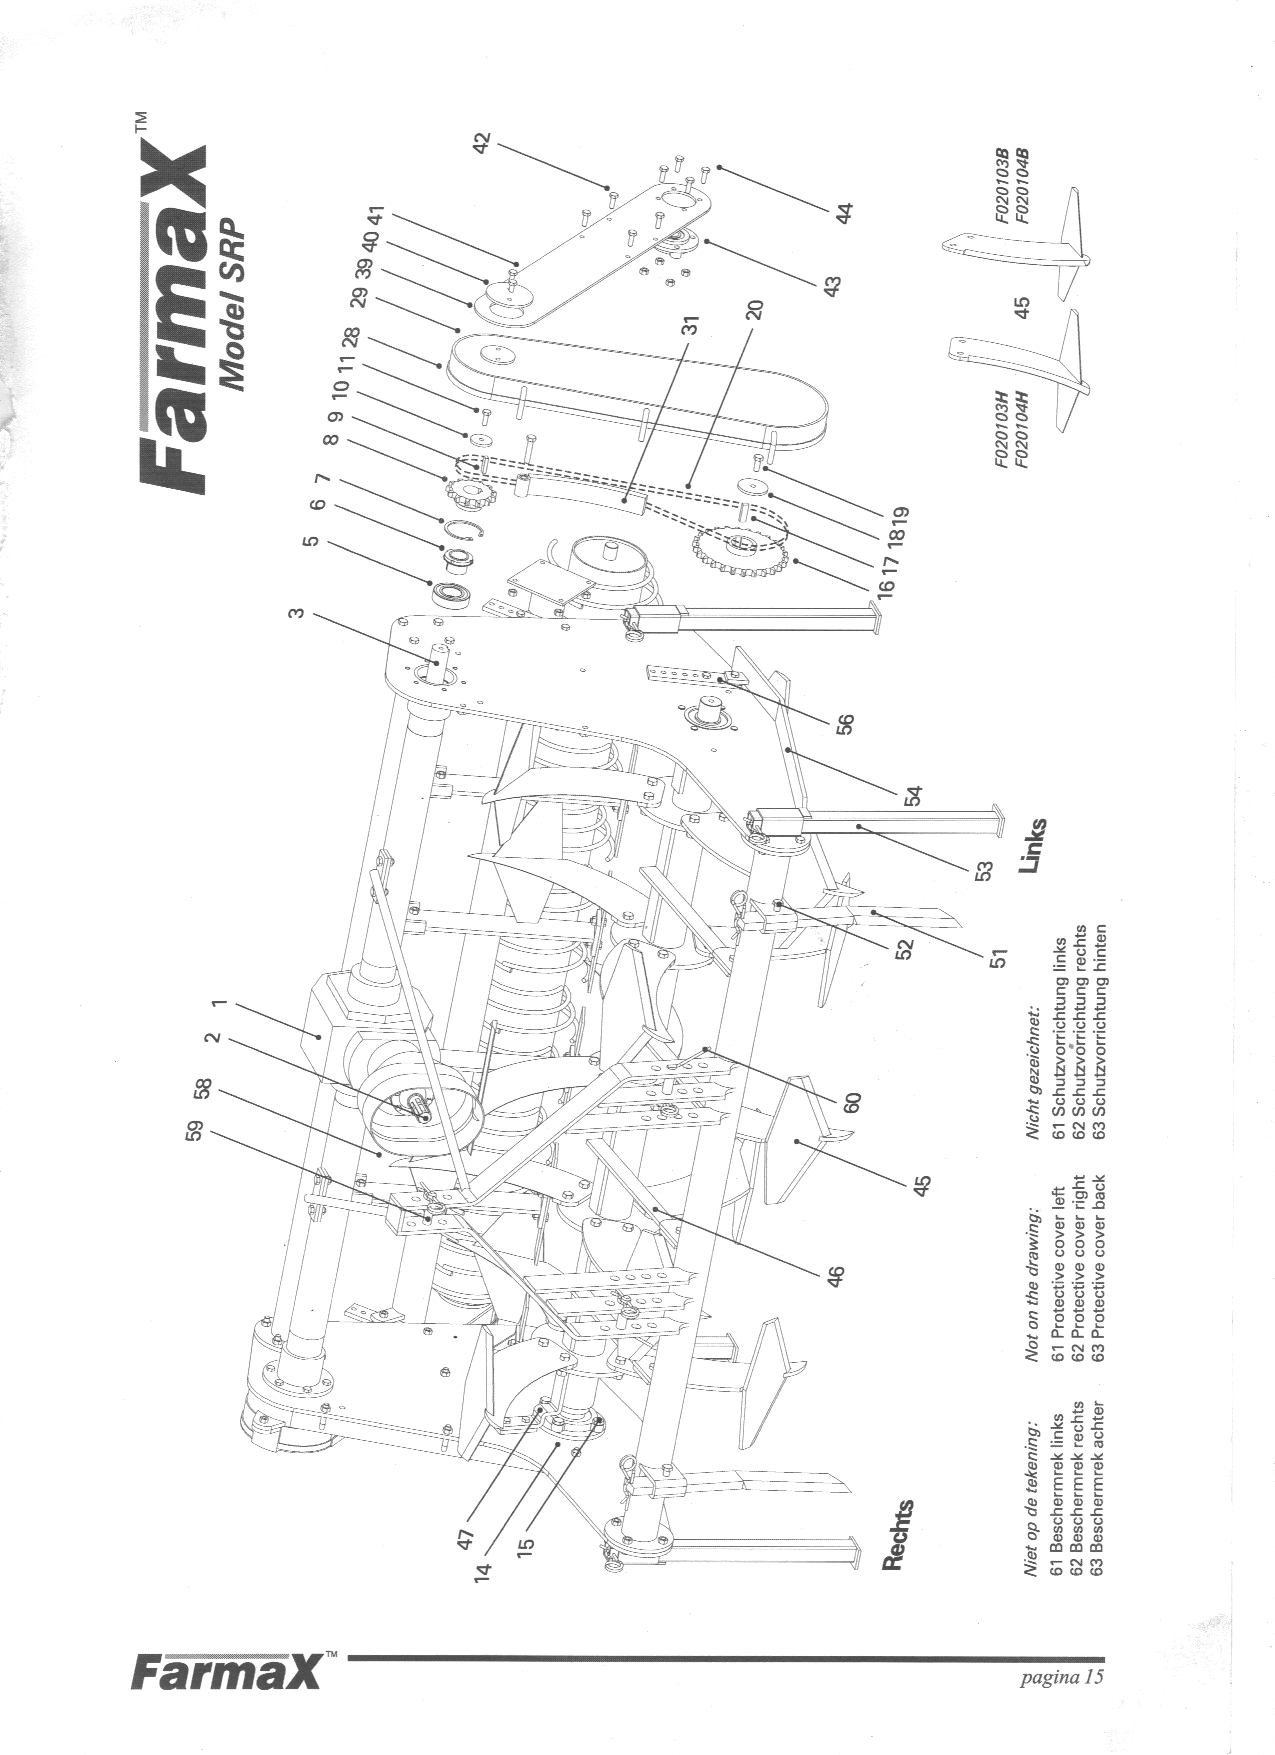 FarmaX™
Model SRP
42
41
40
39
29
28
11
10
9
8
7
6
5
3
44
43
20
31
19
18
17
16
56
54
53
52
51
1
2
58
59
60
45
46
47
14
15
Links
Rechts
F020103B
F020104B
45
F020103H
F020104H
Niet op de tekening:
61 Beschermrek links
62 Beschermrek rechts
63 Beschermrek achter
Not on the drawing:
61 Protective cover left
62 Protective cover right
63 Protective cover back
Nicht gezeichnet:
61 Schutzvorrichtung links
62 Schutzvorrichtung rechts
63 Schutzvorrichtung hinten
FarmaX™
pagina 15